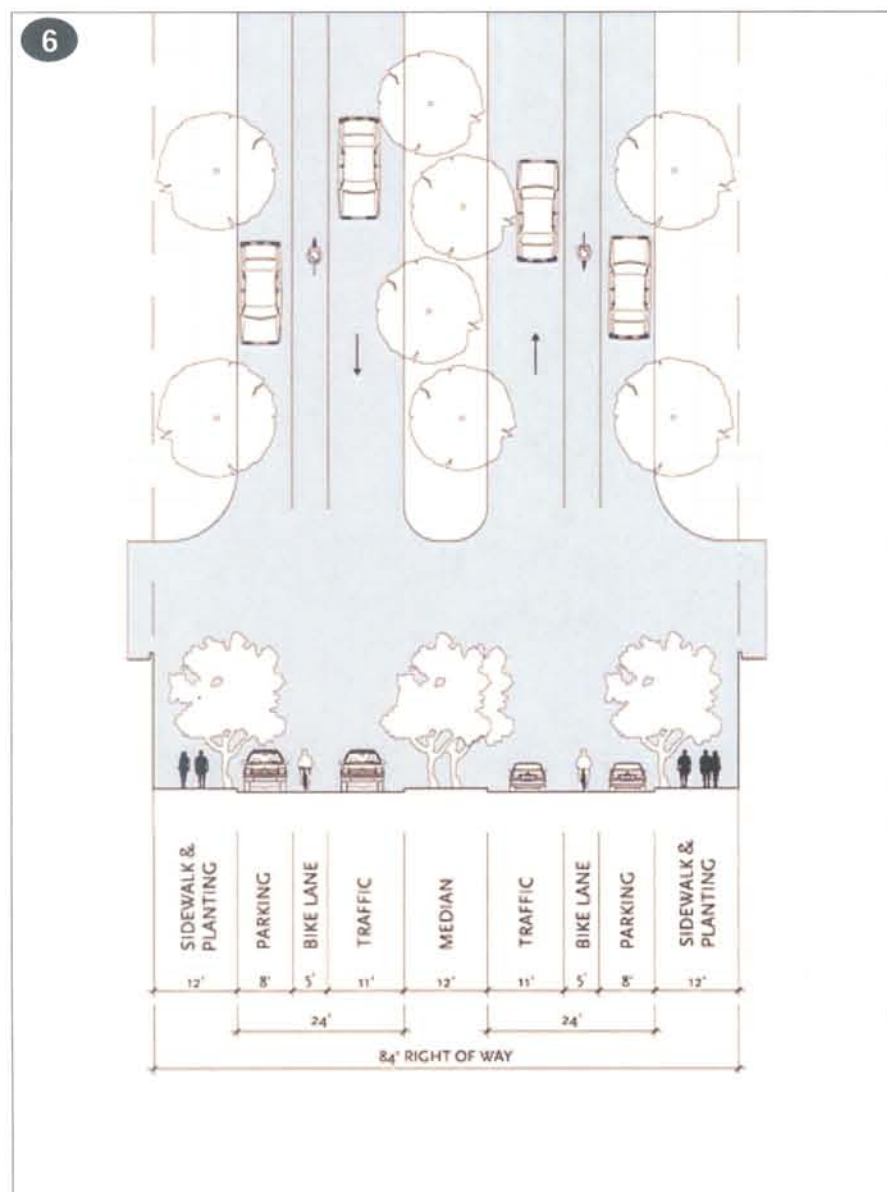 6
SIDEWALK &
PLANTING
PARKING
BIKE LANE
TRAFFIC
MEDIAN
TRAFFIC
BIKE LANE
PARKING
SIDEWALK &
PLANTING
12' 8' 5' 11' 12' 11' 5' 8' 12'
24' 24'
84' RIGHT OF WAY